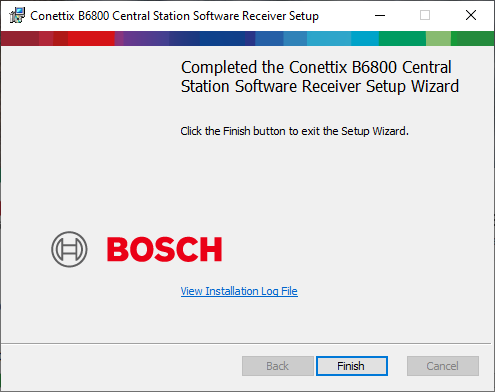 Conettix B6800 Central Station Software Receiver Setup
Completed the Conettix B6800 Central
Station Software Receiver Setup Wizard
Click the Finish button to exit the Setup Wizard.
BOSCH
View Installation Log File
Back
Finish
Cancel